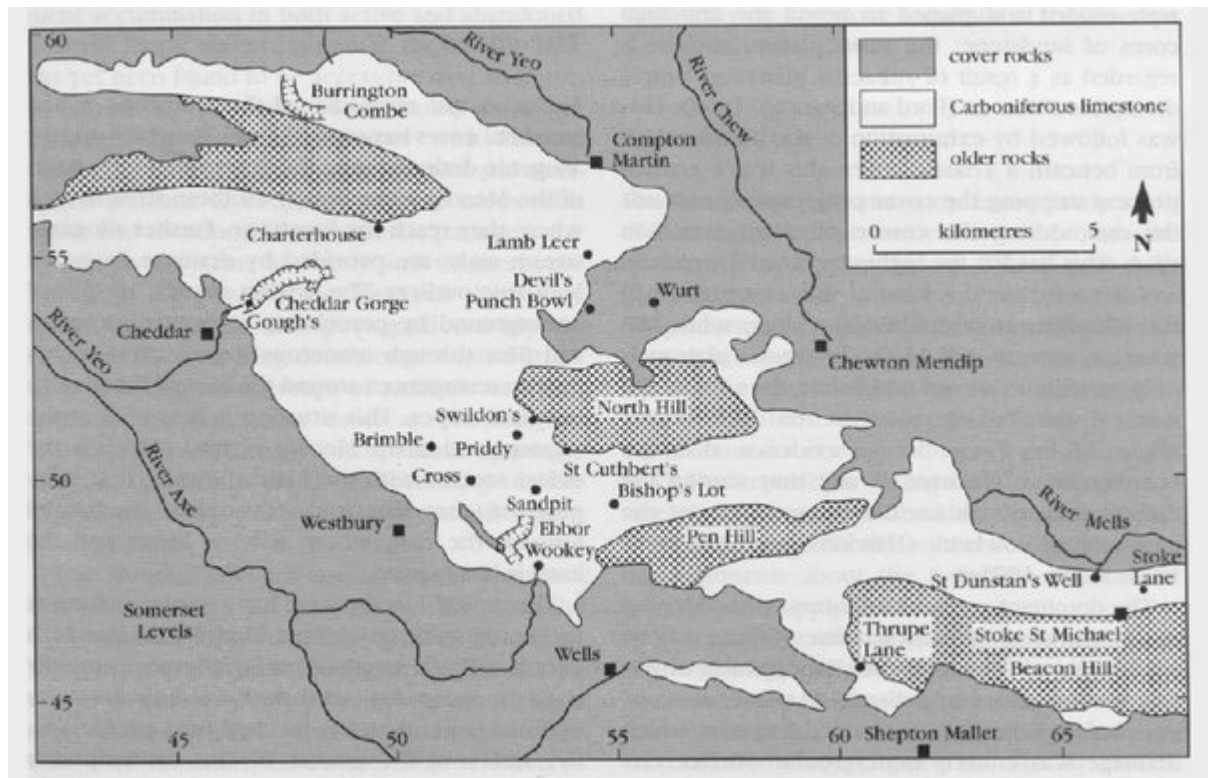 60
River Yeo
Burrington
Combe
River Chew
cover rocks
Carboniferous limestone
older rocks
Compton
Martin
0 kilometres 5
N
Charterhouse
Lamb Leer
55
Devil's
Punch Bowl
Wurt
Cheddar Gorge
Gough's
Cheddar
River Yeo
Chewton Mendip
North Hill
Swildon's
Brimble
Priddy
St Cuthbert's
50
Cross
Sandpit
Bishop's Lot
River Axe
Westbury
Ebbor
Wookey
Pen Hill
River Mells
Stoke
Lane
St Dunstan's Well
Somerset
Levels
Thrupe
Lane
Stoke St Michael
Beacon Hill
Wells
45
45
50
55
60
65
Shepton Mallet